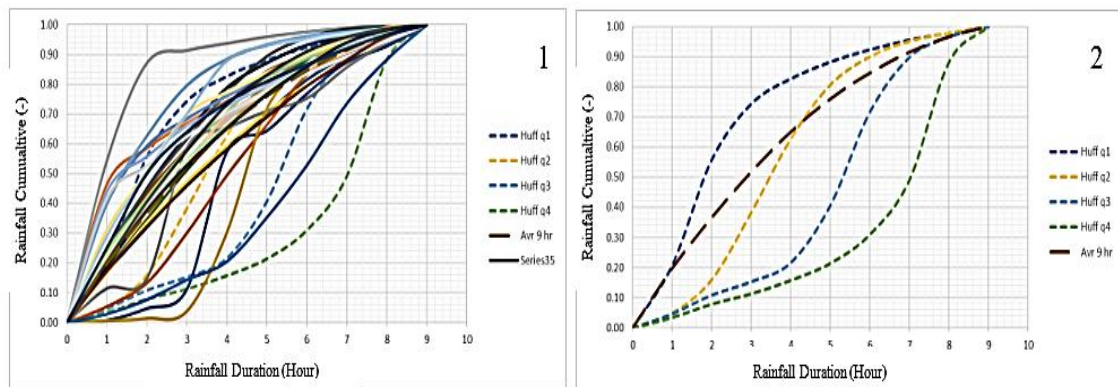 1
Rainfall Cumualtive (-)
1.00
0.90
0.80
0.70
0.60
0.50
0.40
0.30
0.20
0.10
0.00
0 1 2 3 4 5 6 7 8 9 10
Rainfall Duration (Hour)
Huff q1
Huff q2
Huff q3
Huff q4
Avr 9 hr
Series35
2
Rainfall Cumualtive (-)
1.00
0.90
0.80
0.70
0.60
0.50
0.40
0.30
0.20
0.10
0.00
0 1 2 3 4 5 6 7 8 9 10
Rainfall Duration (Hour)
Huff q1
Huff q2
Huff q3
Huff q4
Avr 9 hr